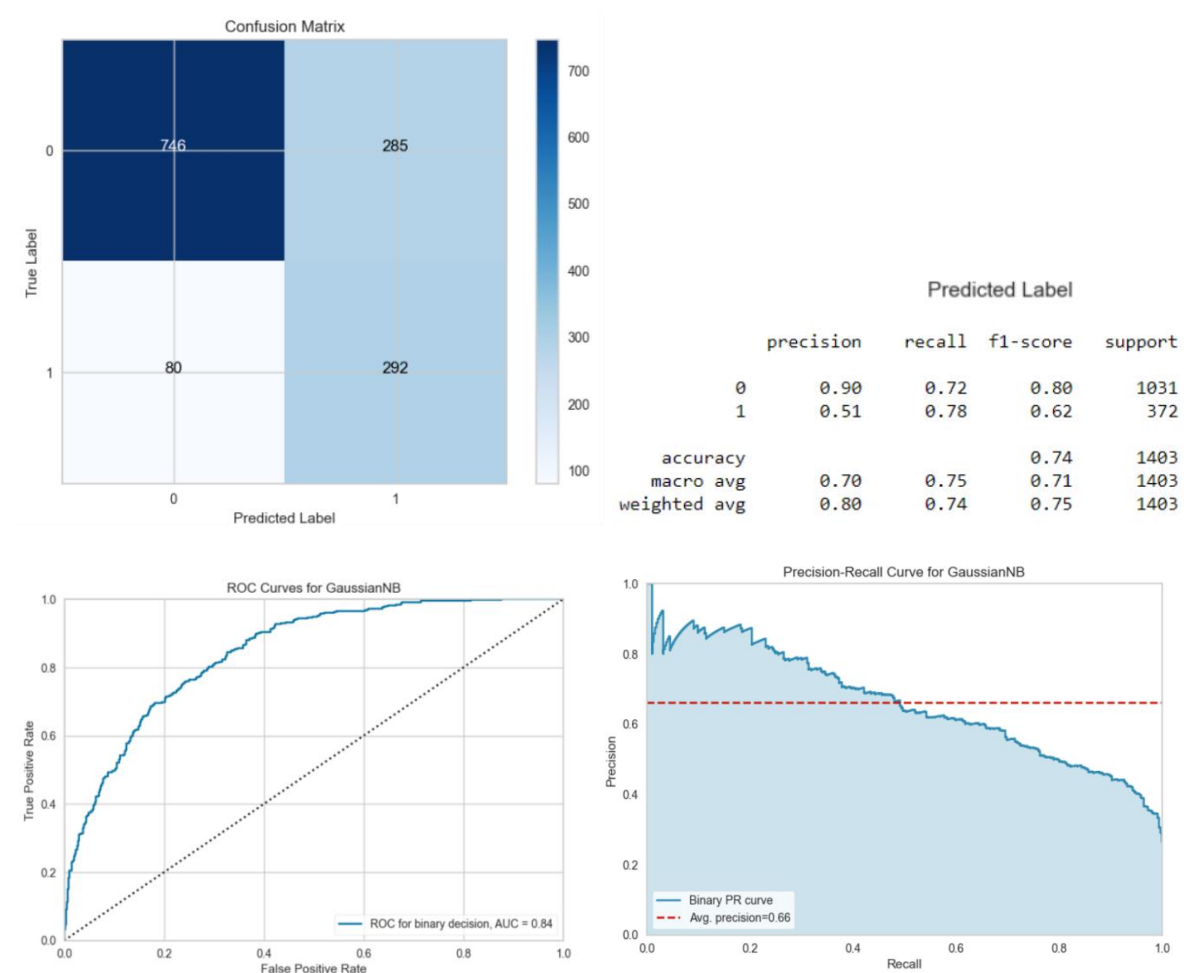 Confusion Matrix
700
600
500
400
300
200
100
0
746
285
1
80
292
True Label
0
1
Predicted Label
Predicted Label
precision recall f1-score support
0 0.90 0.72 0.80 1031
1 0.51 0.78 0.62 372
accuracy 0.74 1403
macro avg 0.70 0.75 0.71 1403
weighted avg 0.80 0.74 0.75 1403
ROC Curves for GaussianNB
1.0
0.8
0.6
0.4
0.2
0.0
True Positive Rate
ROC for binary decision, AUC = 0.84
0.0 0.2 0.4 0.6 0.8 1.0
False Positive Rate
Precision-Recall Curve for GaussianNB
1.0
0.8
0.6
0.4
0.2
0.0
Precision
Binary PR curve
Avg. precision=0.66
0.0 0.2 0.4 0.6 0.8 1.0
Recall